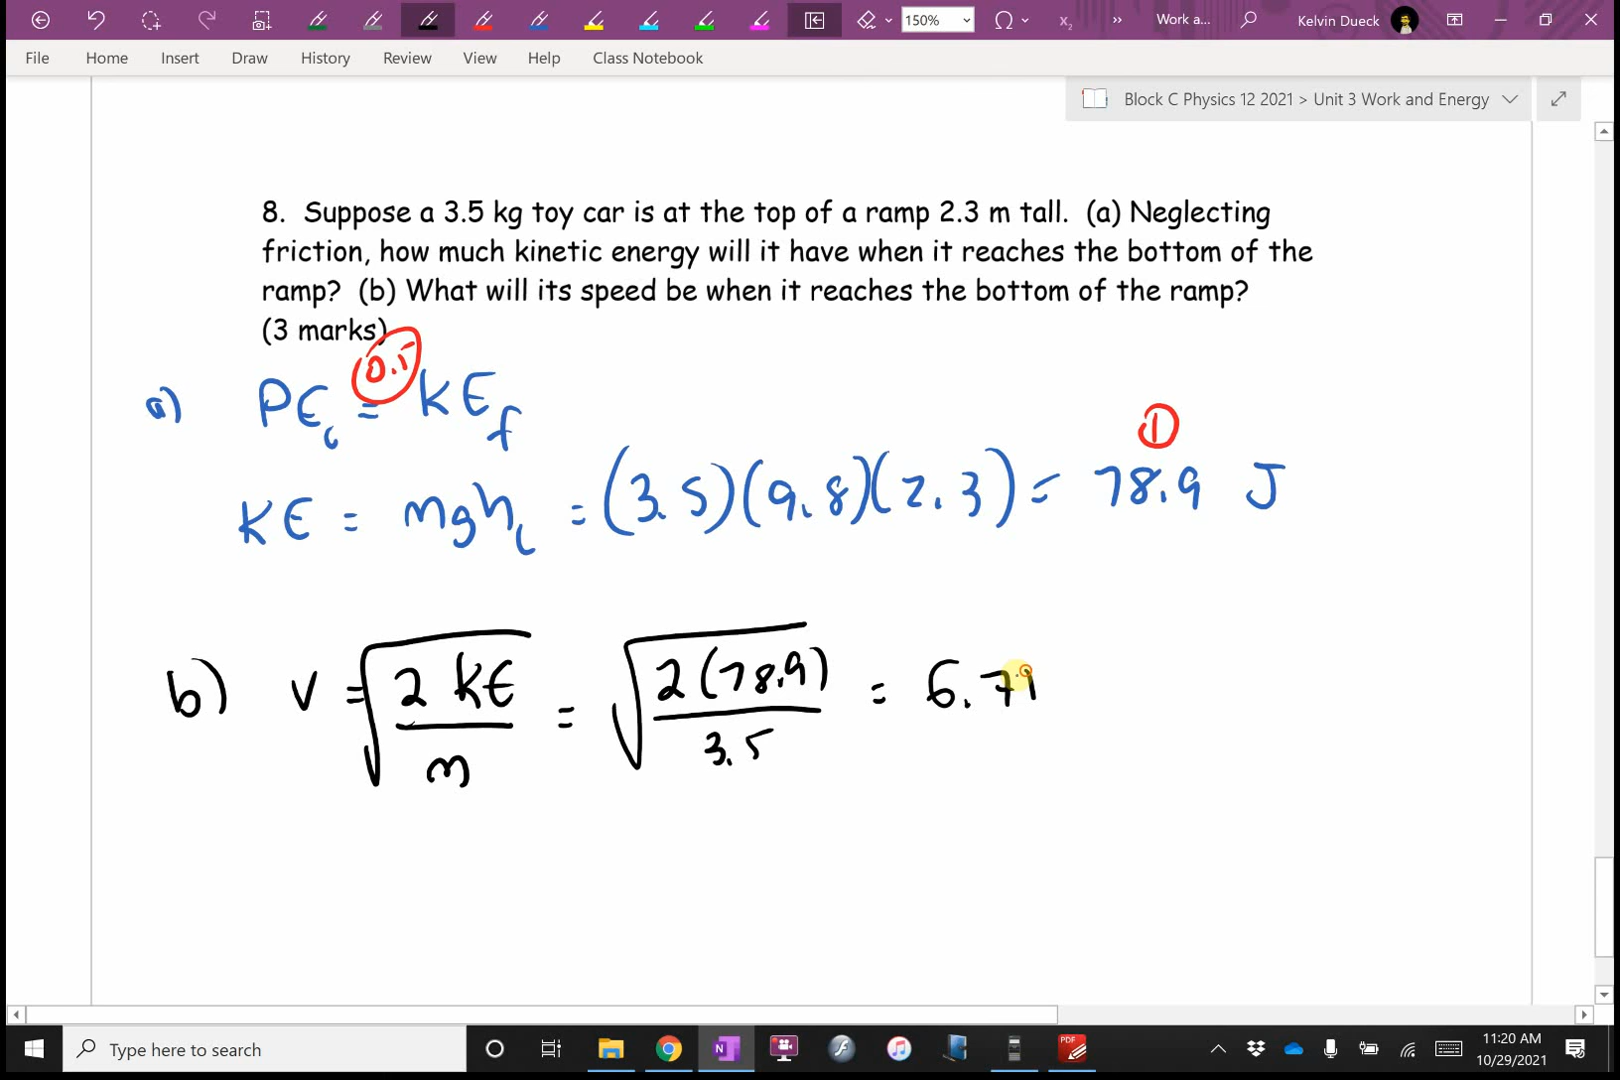 150%
Work a...
Kelvin Dueck
File Home Insert Draw History Review View Help Class Notebook
Block C Physics 12 2021 > Unit 3 Work and Energy
8. Suppose a 3.5 kg toy car is at the top of a ramp 2.3 m tall. (a) Neglecting
friction, how much kinetic energy will it have when it reaches the bottom of the
ramp? (b) What will its speed be when it reaches the bottom of the ramp?
(3 marks)
0.5
a) PEi = KEf
1
KE = mghi = (3.5)(9.8)(2.3) = 78.9 J
b) v = √(2 KE / m) = √(2(78.9) / 3.5) = 6.71
Type here to search
PDF
11:20 AM
10/29/2021